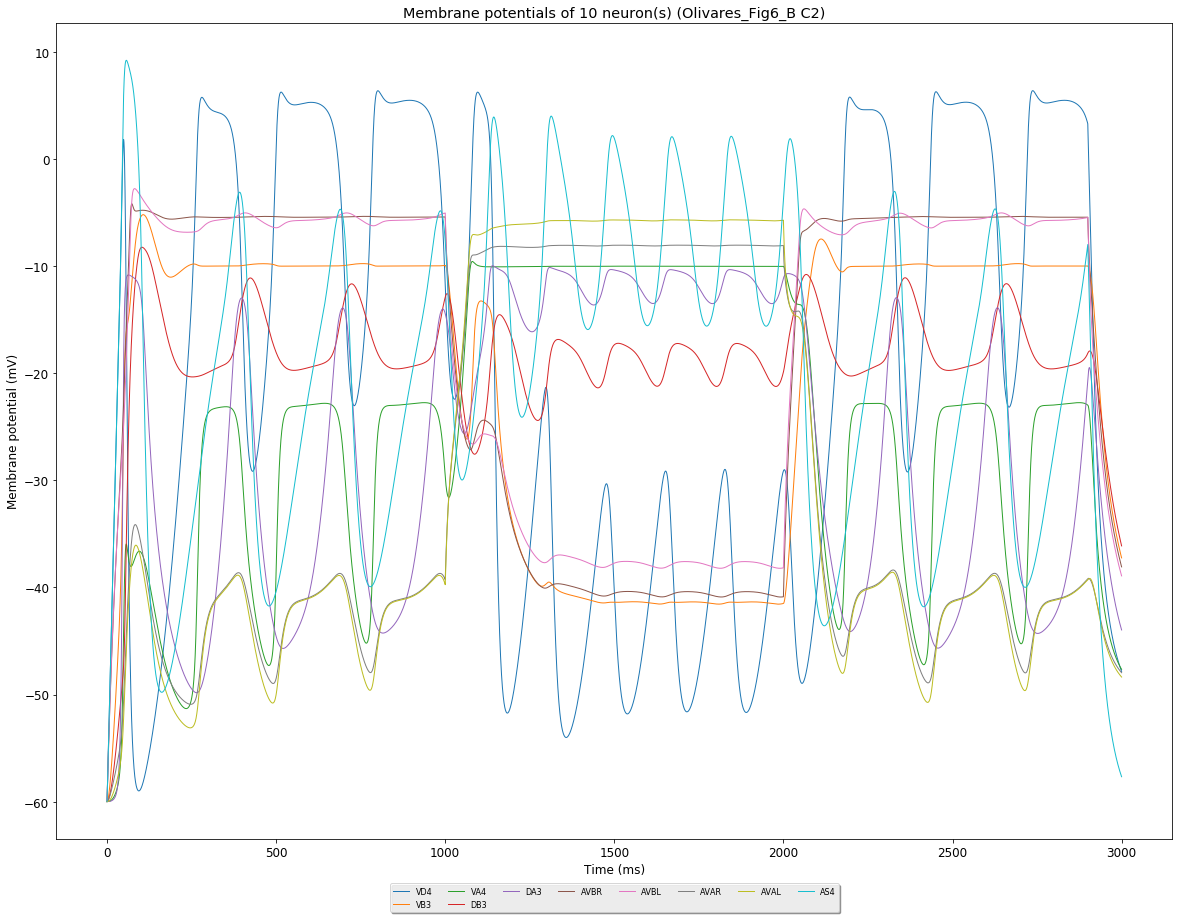 Membrane potentials of 10 neuron(s) (Olivares_Fig6_B C2)
10
0
−10
−20
−30
−40
−50
−60
Membrane potential (mV)
0 500 1000 1500 2000 2500 3000
Time (ms)
VD4 VA4 DA3 AVBR AVBL AVAR AVAL AS4
VB3 DB3